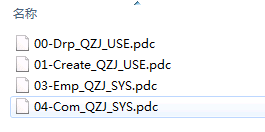 名称
00-Drp_QZJ_USE.pdc
01-Create_QZJ_USE.pdc
03-Emp_QZJ_SYS.pdc
04-Com_QZJ_SYS.pdc